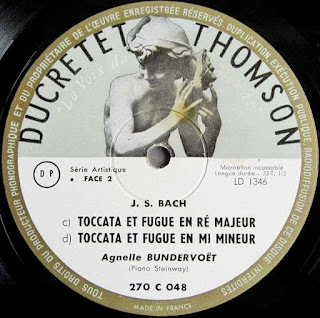 TOUS DROITS DU PRODUCTEUR PHONOGRAPHIQUE ET DU PROPRIÉTAIRE DE L'ŒUVRE ENREGISTRÉE RÉSERVÉS. DUPLICATION EXÉCUTION PUBLIQUE, RADIODIFFUSION DE CE DISQUE INTERDITES
DUCRETET THOMSON
"La Voix du
DP
Série Artistique
• FACE 2
Microsillon incassable
Longue durée - 33 T. 1/3
LD 1346
J. S. BACH
c) TOCCATA ET FUGUE EN RÉ MAJEUR
d) TOCCATA ET FUGUE EN MI MINEUR
Agnelle BUNDERVOËT
(Piano Steinway)
270 C 048
MADE IN FRANCE